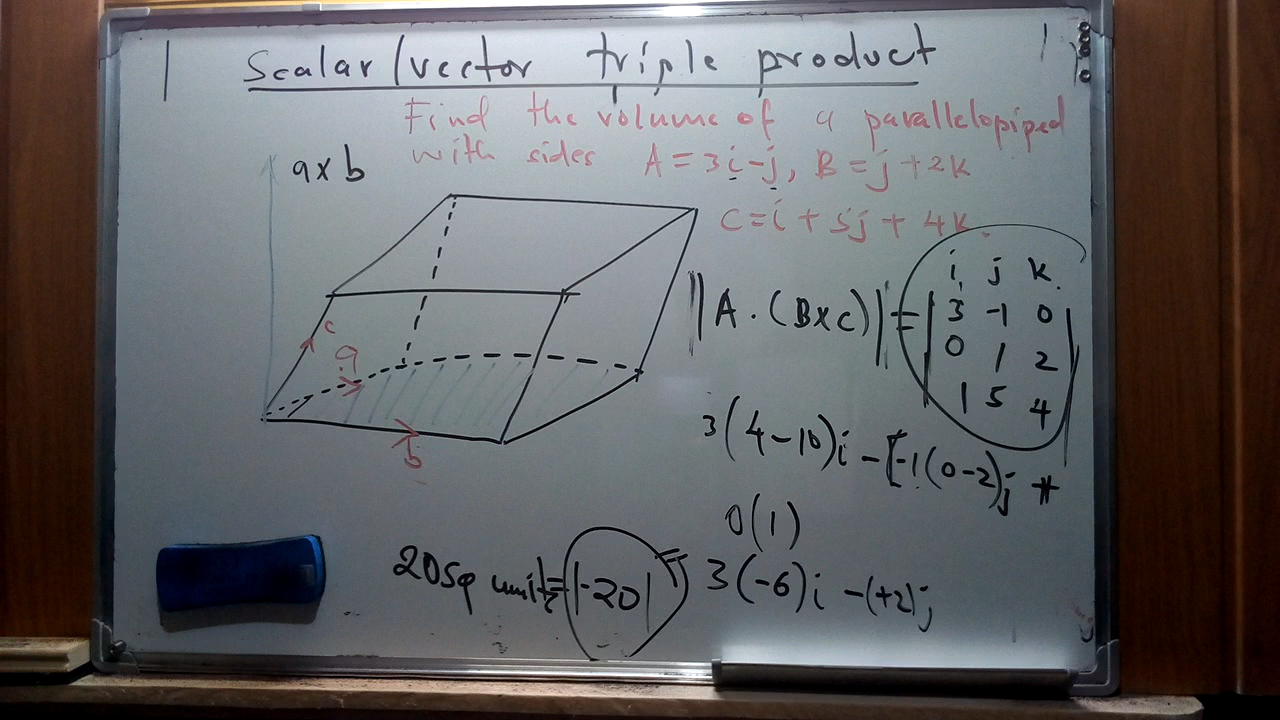 Scalar/vector triple product
Find the volume of a parallelopiped
with sides A = 3i - j, B = j + 2k
C = i + 5j + 4k.
a x b
c
a
b
i j k
||A . (B x C)|| = |3 -1 0
0 1 2
1 5 4|
3(4-10)i - [-1(0-2)j +
0(1)
20 sq units = |-20| = 3(-6)i - (+2)j